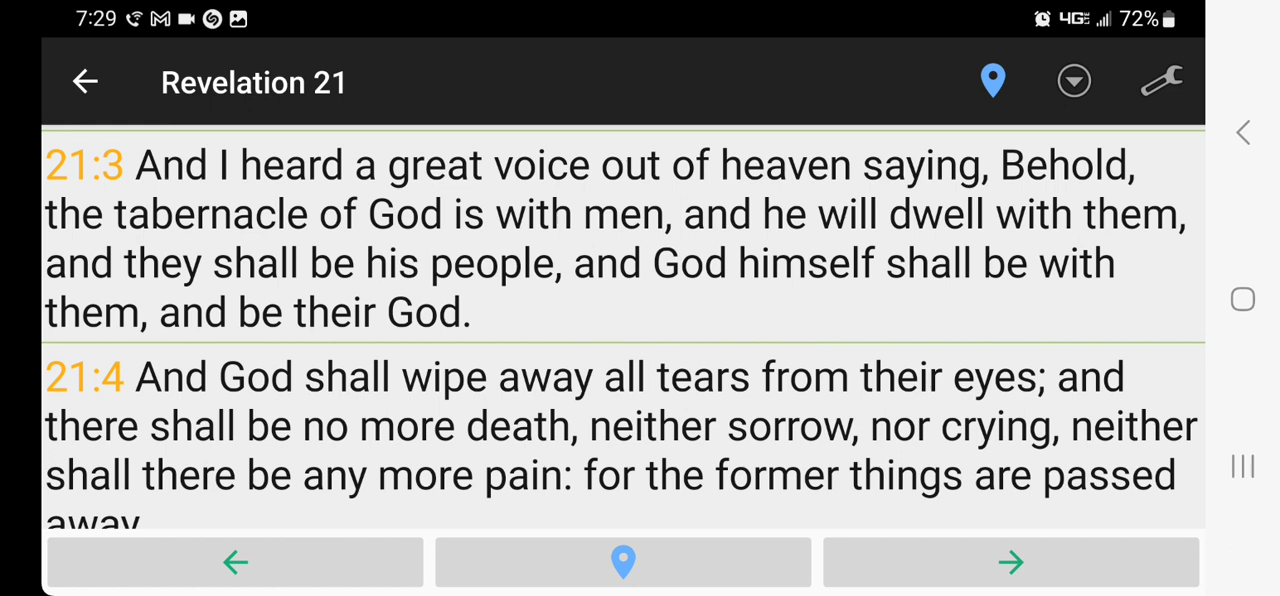 7:29 4GE 72%
Revelation 21
21:3 And I heard a great voice out of heaven saying, Behold,
the tabernacle of God is with men, and he will dwell with them,
and they shall be his people, and God himself shall be with
them, and be their God.
21:4 And God shall wipe away all tears from their eyes; and
there shall be no more death, neither sorrow, nor crying, neither
shall there be any more pain: for the former things are passed
away